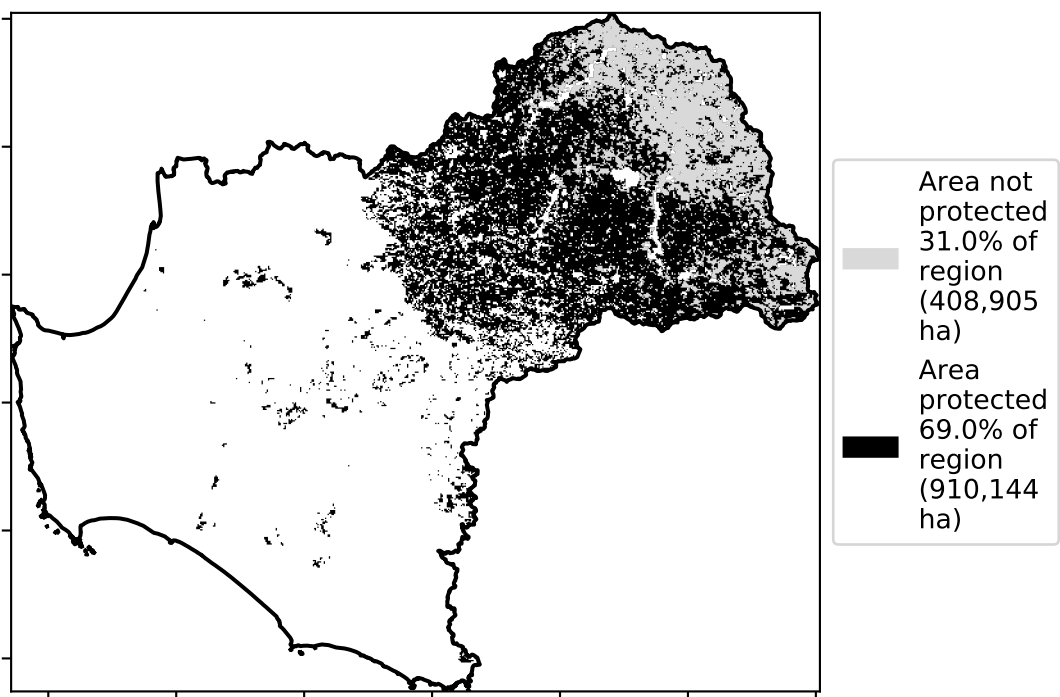 Area not
protected
31.0% of
region
(408,905
ha)
Area
protected
69.0% of
region
(910,144
ha)